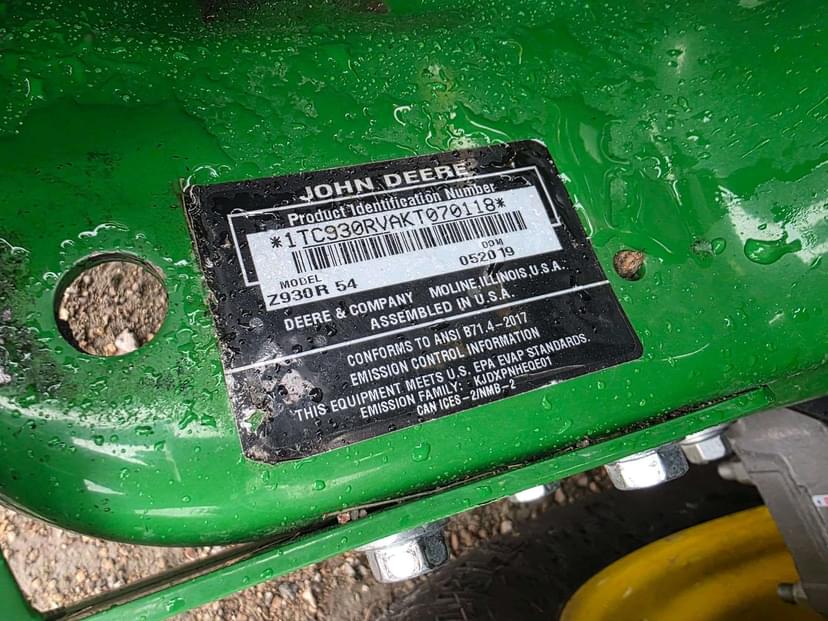 JOHN DEERE
Product Identification Number
*1TC930RVAKT070118*
MODEL
DOM
Z930R 54
052019
DEERE & COMPANY MOLINE, ILLINOIS, U.S.A.
ASSEMBLED IN U.S.A.
CONFORMS TO ANSI B71.4-2017
EMISSION CONTROL INFORMATION
"THIS EQUIPMENT MEETS U.S. EPA EVAP STANDARDS.
EMISSION FAMILY: KJDXPNHEQE01
CAN ICES-2/NMB-2